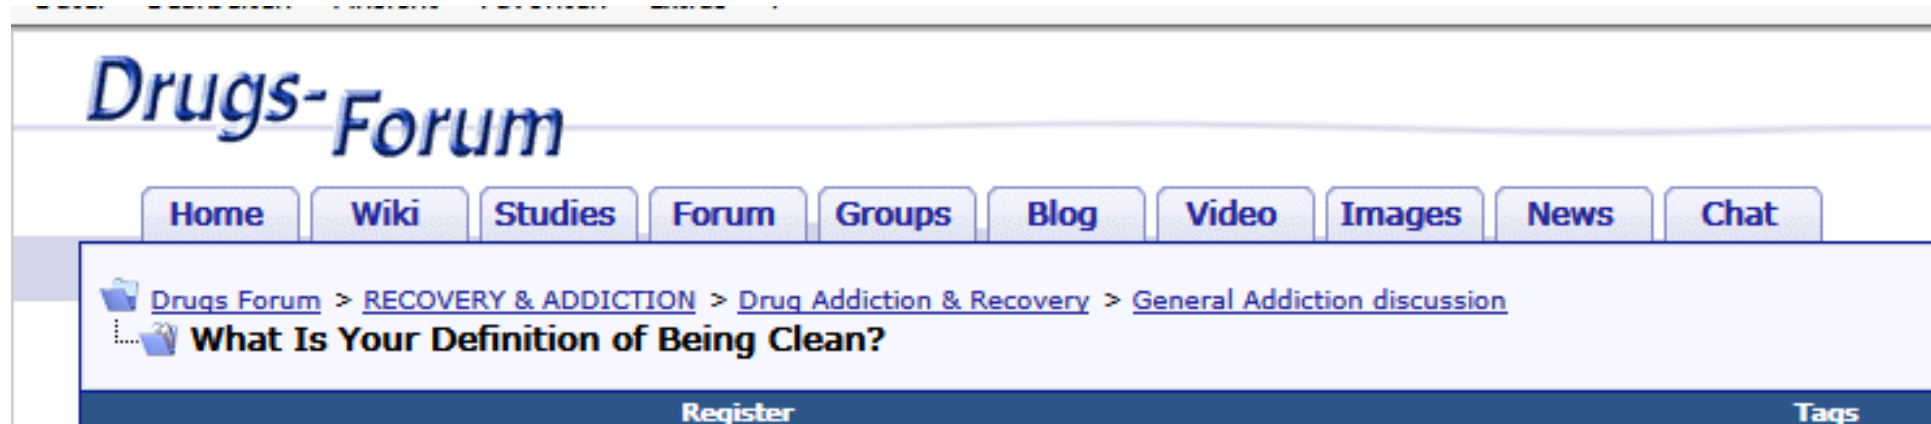 Drugs-Forum
Home Wiki Studies Forum Groups Blog Video Images News Chat
Drugs Forum > RECOVERY & ADDICTION > Drug Addiction & Recovery > General Addiction discussion
What Is Your Definition of Being Clean?
Register Tags